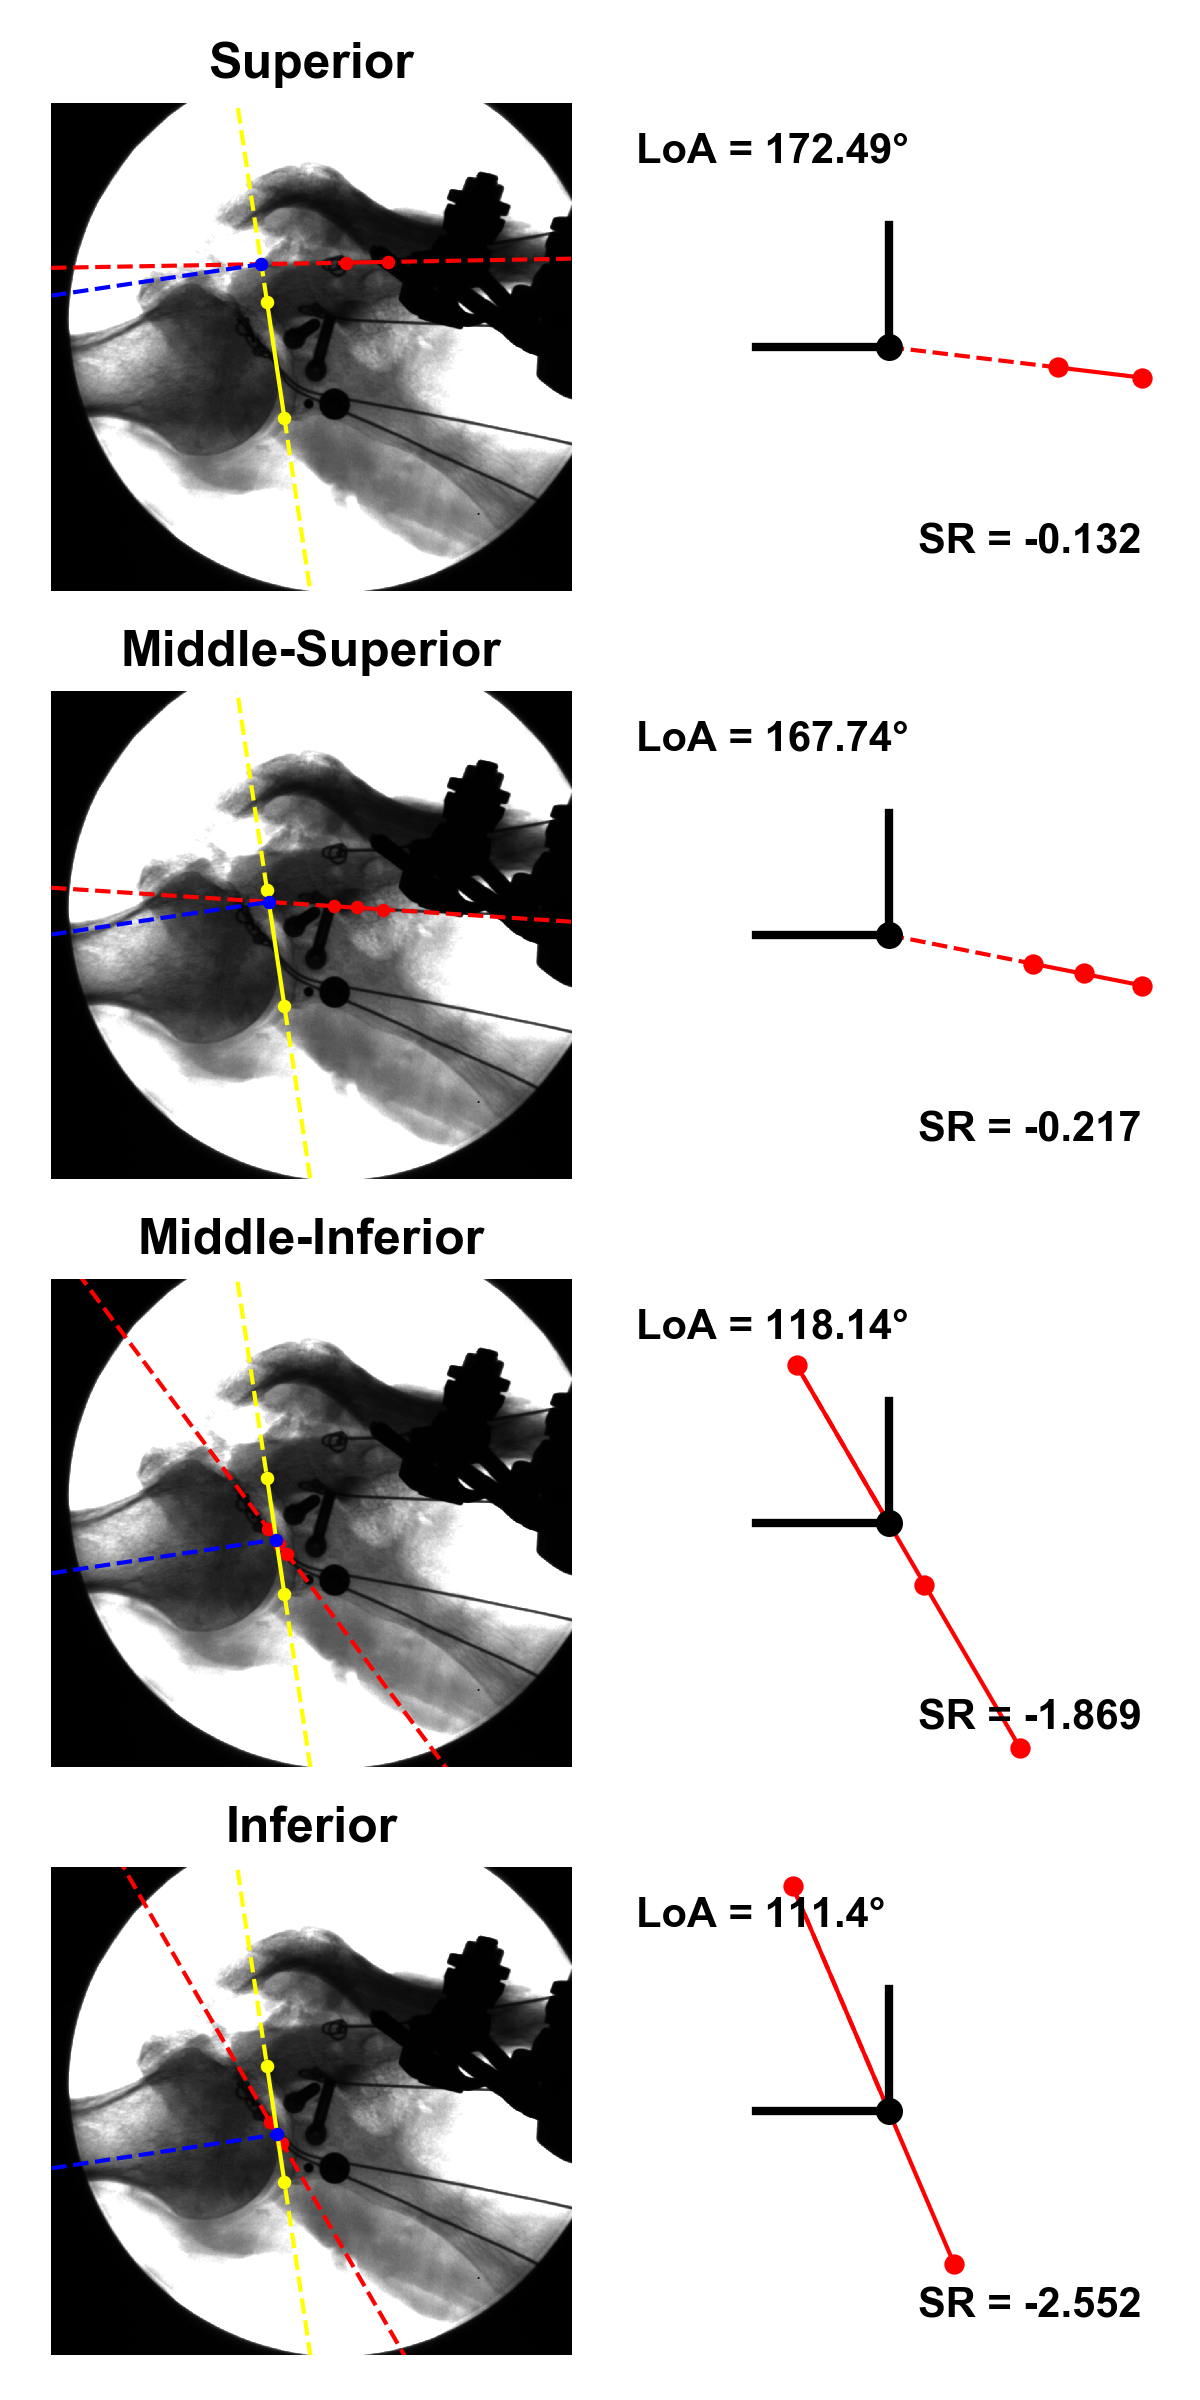 Superior
LoA = 172.49°
SR = -0.132
Middle-Superior
LoA = 167.74°
SR = -0.217
Middle-Inferior
LoA = 118.14°
SR = -1.869
Inferior
LoA = 111.4°
SR = -2.552